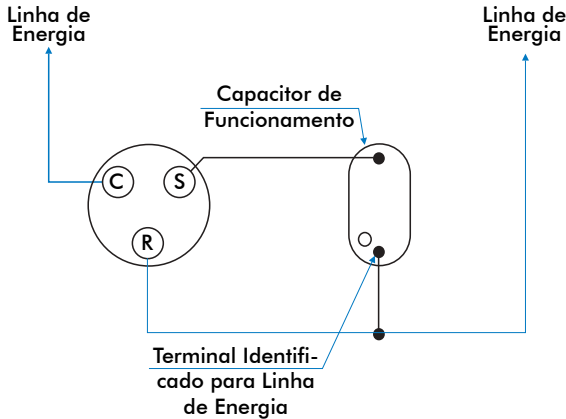 Linha de
Energia
Linha de
Energia
Capacitor de
Funcionamento
C
S
R
Terminal Identifi-
cado para Linha
de Energia